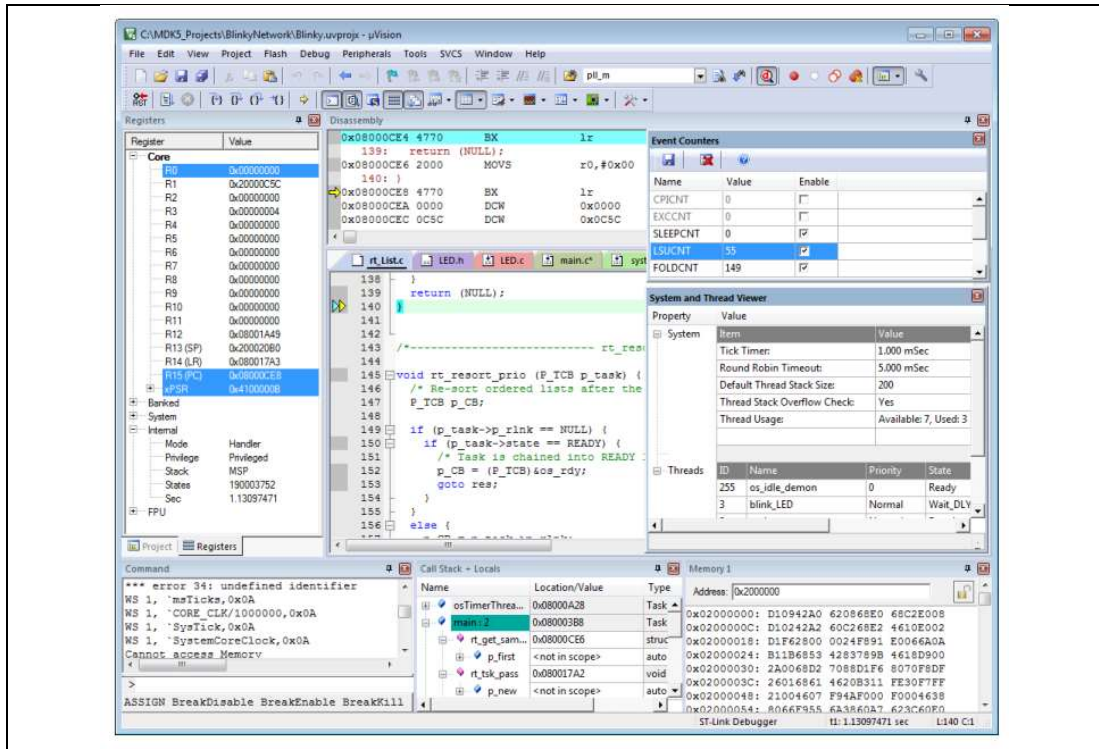 C:\MDK5_Projects\BlinkyNetwork\Blinky.uvprojx - µVision
File Edit View Project Flash Debug Peripherals Tools SVCS Window Help
pll_m
Registers
Register Value
Core
R0 0x00000000
R1 0x20000C5C
R2 0x00000000
R3 0x00000004
R4 0x00000000
R5 0x00000000
R6 0x00000000
R7 0x00000000
R8 0x00000000
R9 0x00000000
R10 0x00000000
R11 0x00000000
R12 0x08001A49
R13 (SP) 0x200020B0
R14 (LR) 0x080017A3
R15 (PC) 0x08000CE8
xPSR 0x4100000B
Banked
System
Internal
Mode Handler
Privilege Privileged
Stack MSP
States 190003752
Sec 1.13097471
FPU
Project Registers
Disassembly
0x08000CE4 4770 BX lr
139: return (NULL);
0x08000CE6 2000 MOVS r0,#0x00
140: }
0x08000CE8 4770 BX lr
0x08000CEA 0000 DCW 0x0000
0x08000CEC 0C5C DCW 0x0C5C
rt_List.c LED.h LED.c main.c* syst
138 }
139 return (NULL);
140 }
141
142
143 /*--------------------------- rt_reso
144
145 void rt_resort_prio (P_TCB p_task) {
146 /* Re-sort ordered lists after the
147 P_TCB p_CB;
148
149 if (p_task->p_rlnk == NULL) {
150 if (p_task->state == READY) {
151 /* Task is chained into READY
152 p_CB = (P_TCB)&os_rdy;
153 goto res;
154 }
155 }
156 else {
Event Counters
Name Value Enable
CPICNT 0
EXCCNT 0
SLEEPCNT 0
LSUCNT 55
FOLDCNT 149
System and Thread Viewer
Property Value
System
Item Value
Tick Timer: 1.000 mSec
Round Robin Timeout: 5.000 mSec
Default Thread Stack Size: 200
Thread Stack Overflow Check: Yes
Thread Usage: Available: 7, Used: 3
Threads
ID Name Priority State
255 os_idle_demon 0 Ready
3 blink_LED Normal Wait_DLY
Command
*** error 34: undefined identifier
WS 1, `msTicks,0x0A
WS 1, `CORE_CLK/1000000,0x0A
WS 1, `SysTick,0x0A
WS 1, `SystemCoreClock,0x0A
Cannot access Memory
>
ASSIGN BreakDisable BreakEnable BreakKill
Call Stack + Locals
Name Location/Value Type
osTimerThrea... 0x08000A28 Task
main : 2 0x080003B8 Task
rt_get_sam... 0x08000CE6 struc
p_first <not in scope> auto
rt_tsk_pass 0x080017A2 void
p_new <not in scope> auto
Memory 1
Address: 0x2000000
0x02000000: D10942A0 620868E0 68C2E008
0x0200000C: D10242A2 60C268E2 4610E002
0x02000018: D1F62800 0024F891 E0066A0A
0x02000024: B11B6853 4283789B 4618D900
0x02000030: 2A0068D2 7088D1F6 8070F8DF
0x0200003C: 26016861 4620B311 FE30F7FF
0x02000048: 21004607 F94AF000 F0004638
0x02000054: 8066F955 6A3860A7 623C60E0
ST-Link Debugger t1: 1.13097471 sec L:140 C:1